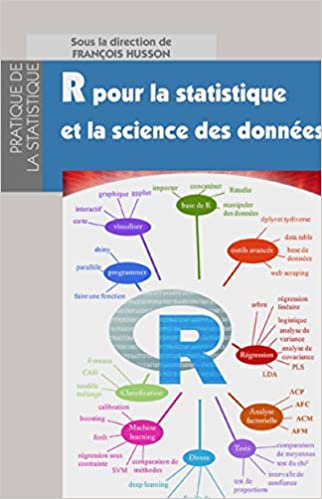 Sous la direction de
FRANÇOIS HUSSON
PRATIQUE DE
LA STATISTIQUE
R pour la statistique
et la science des données
graphique ggplot
interactif
carte
visualiser
importer
concaténer
Rstudio
base de R
manipuler
des données
dplyr et tydiverse
data.table
outils avancés
base de
données
web scraping
shiny
parallèle
programmer
faire une fonction
R
arbre
régression
linéaire
logistique
analyse de
variance
analyse de
covariance
Régression
PLS
LDA
k-means
CAH
modèle
mélange
Classification
calibration
boosting
forêt
Machine
learning
régression sous
contrainte
SVM
comparaison de
méthodes
deep learning
Divers
ACP
AFC
ACM
AFM
Analyse
factorielle
Tests
comparaison
de moyennes
test du chi2
intervalle de
confiance
test de
proportions